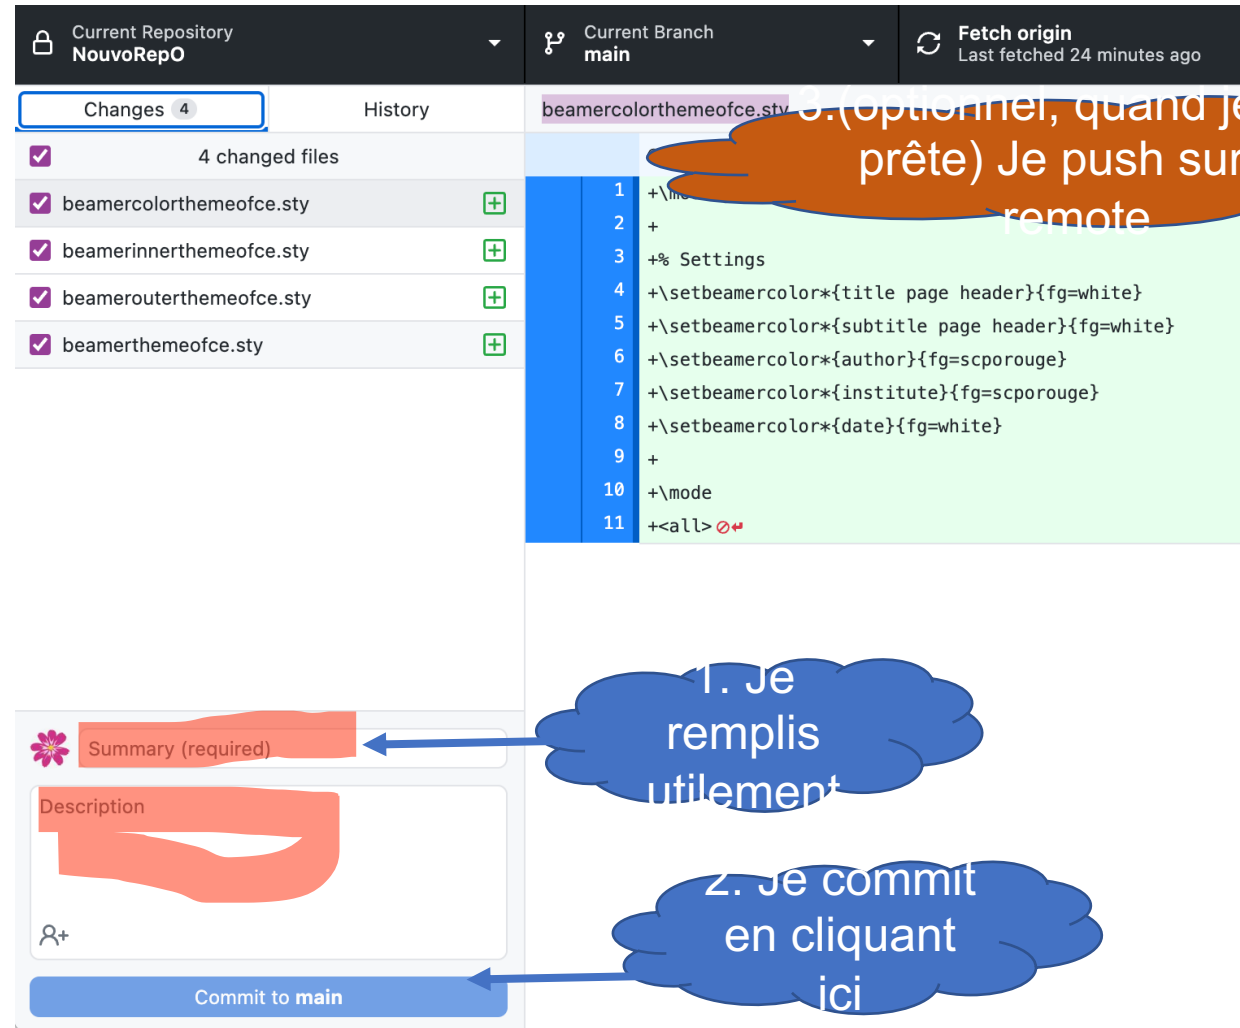 Current Repository
NouvoRepO
Current Branch
main
Fetch origin
Last fetched 24 minutes ago
Changes 4
History
beamercolorthemeofce.sty
3.(optionnel, quand je
prête) Je push sur
remote
4 changed files
beamercolorthemeofce.sty
beamerinnerthemeofce.sty
beamerouterthemeofce.sty
beamerthemeofce.sty
1
2 +
3 +% Settings
4 +\setbeamercolor*{title page header}{fg=white}
5 +\setbeamercolor*{subtitle page header}{fg=white}
6 +\setbeamercolor*{author}{fg=scporouge}
7 +\setbeamercolor*{institute}{fg=scporouge}
8 +\setbeamercolor*{date}{fg=white}
9 +
10 +\mode
11 +<all>
1. Je
remplis
utilement
Summary (required)
Description
2. Je commit
en cliquant
ici
Commit to main